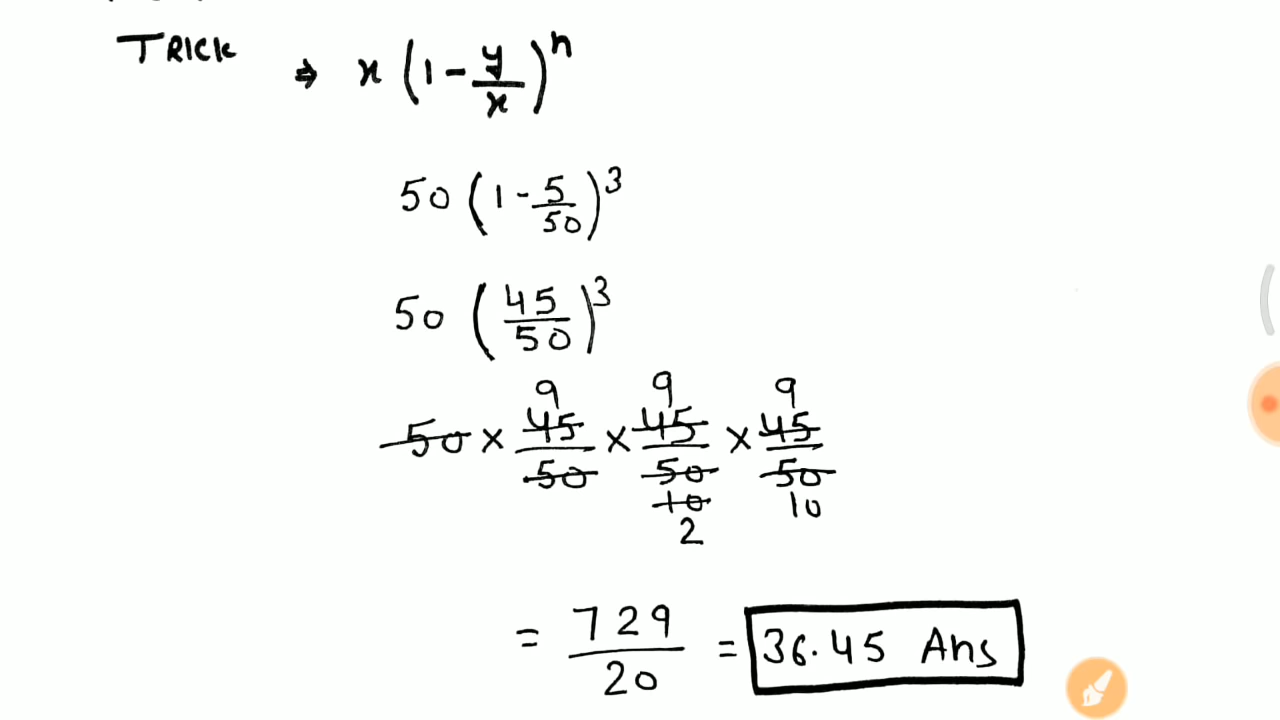 TRICK ⇒ x (1 - y/x)^n
50 (1 - 5/50)^3
50 (45/50)^3
9 9 9
50 × 45/50 × 45/50 × 45/50
10 10
2
= 729/20 = 36.45 Ans